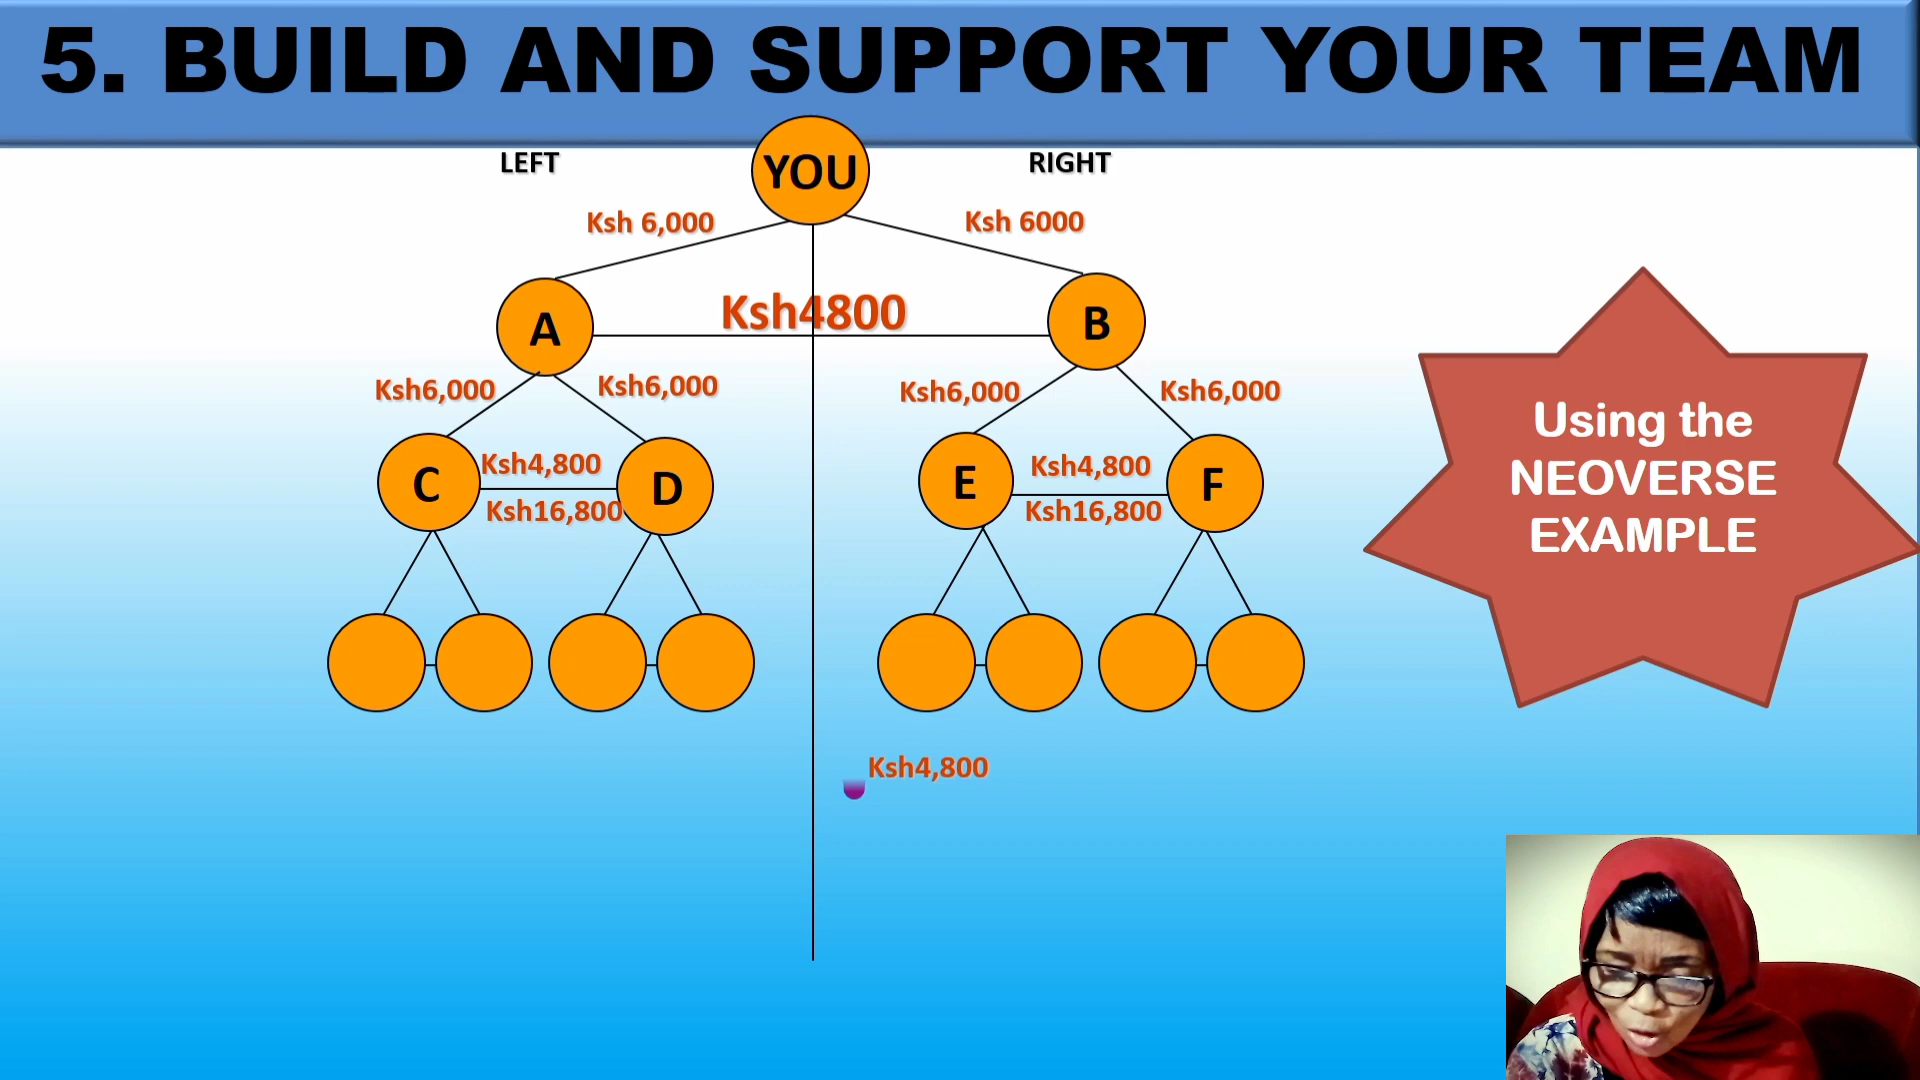 5. BUILD AND SUPPORT YOUR TEAM
LEFT
YOU
RIGHT
Ksh 6,000
Ksh 6000
Ksh4800
A
B
Ksh6,000
Ksh6,000
Ksh6,000
Ksh6,000
C
Ksh4,800
Ksh16,800
D
E
Ksh4,800
Ksh16,800
F
Ksh4,800
Using the
NEOVERSE
EXAMPLE